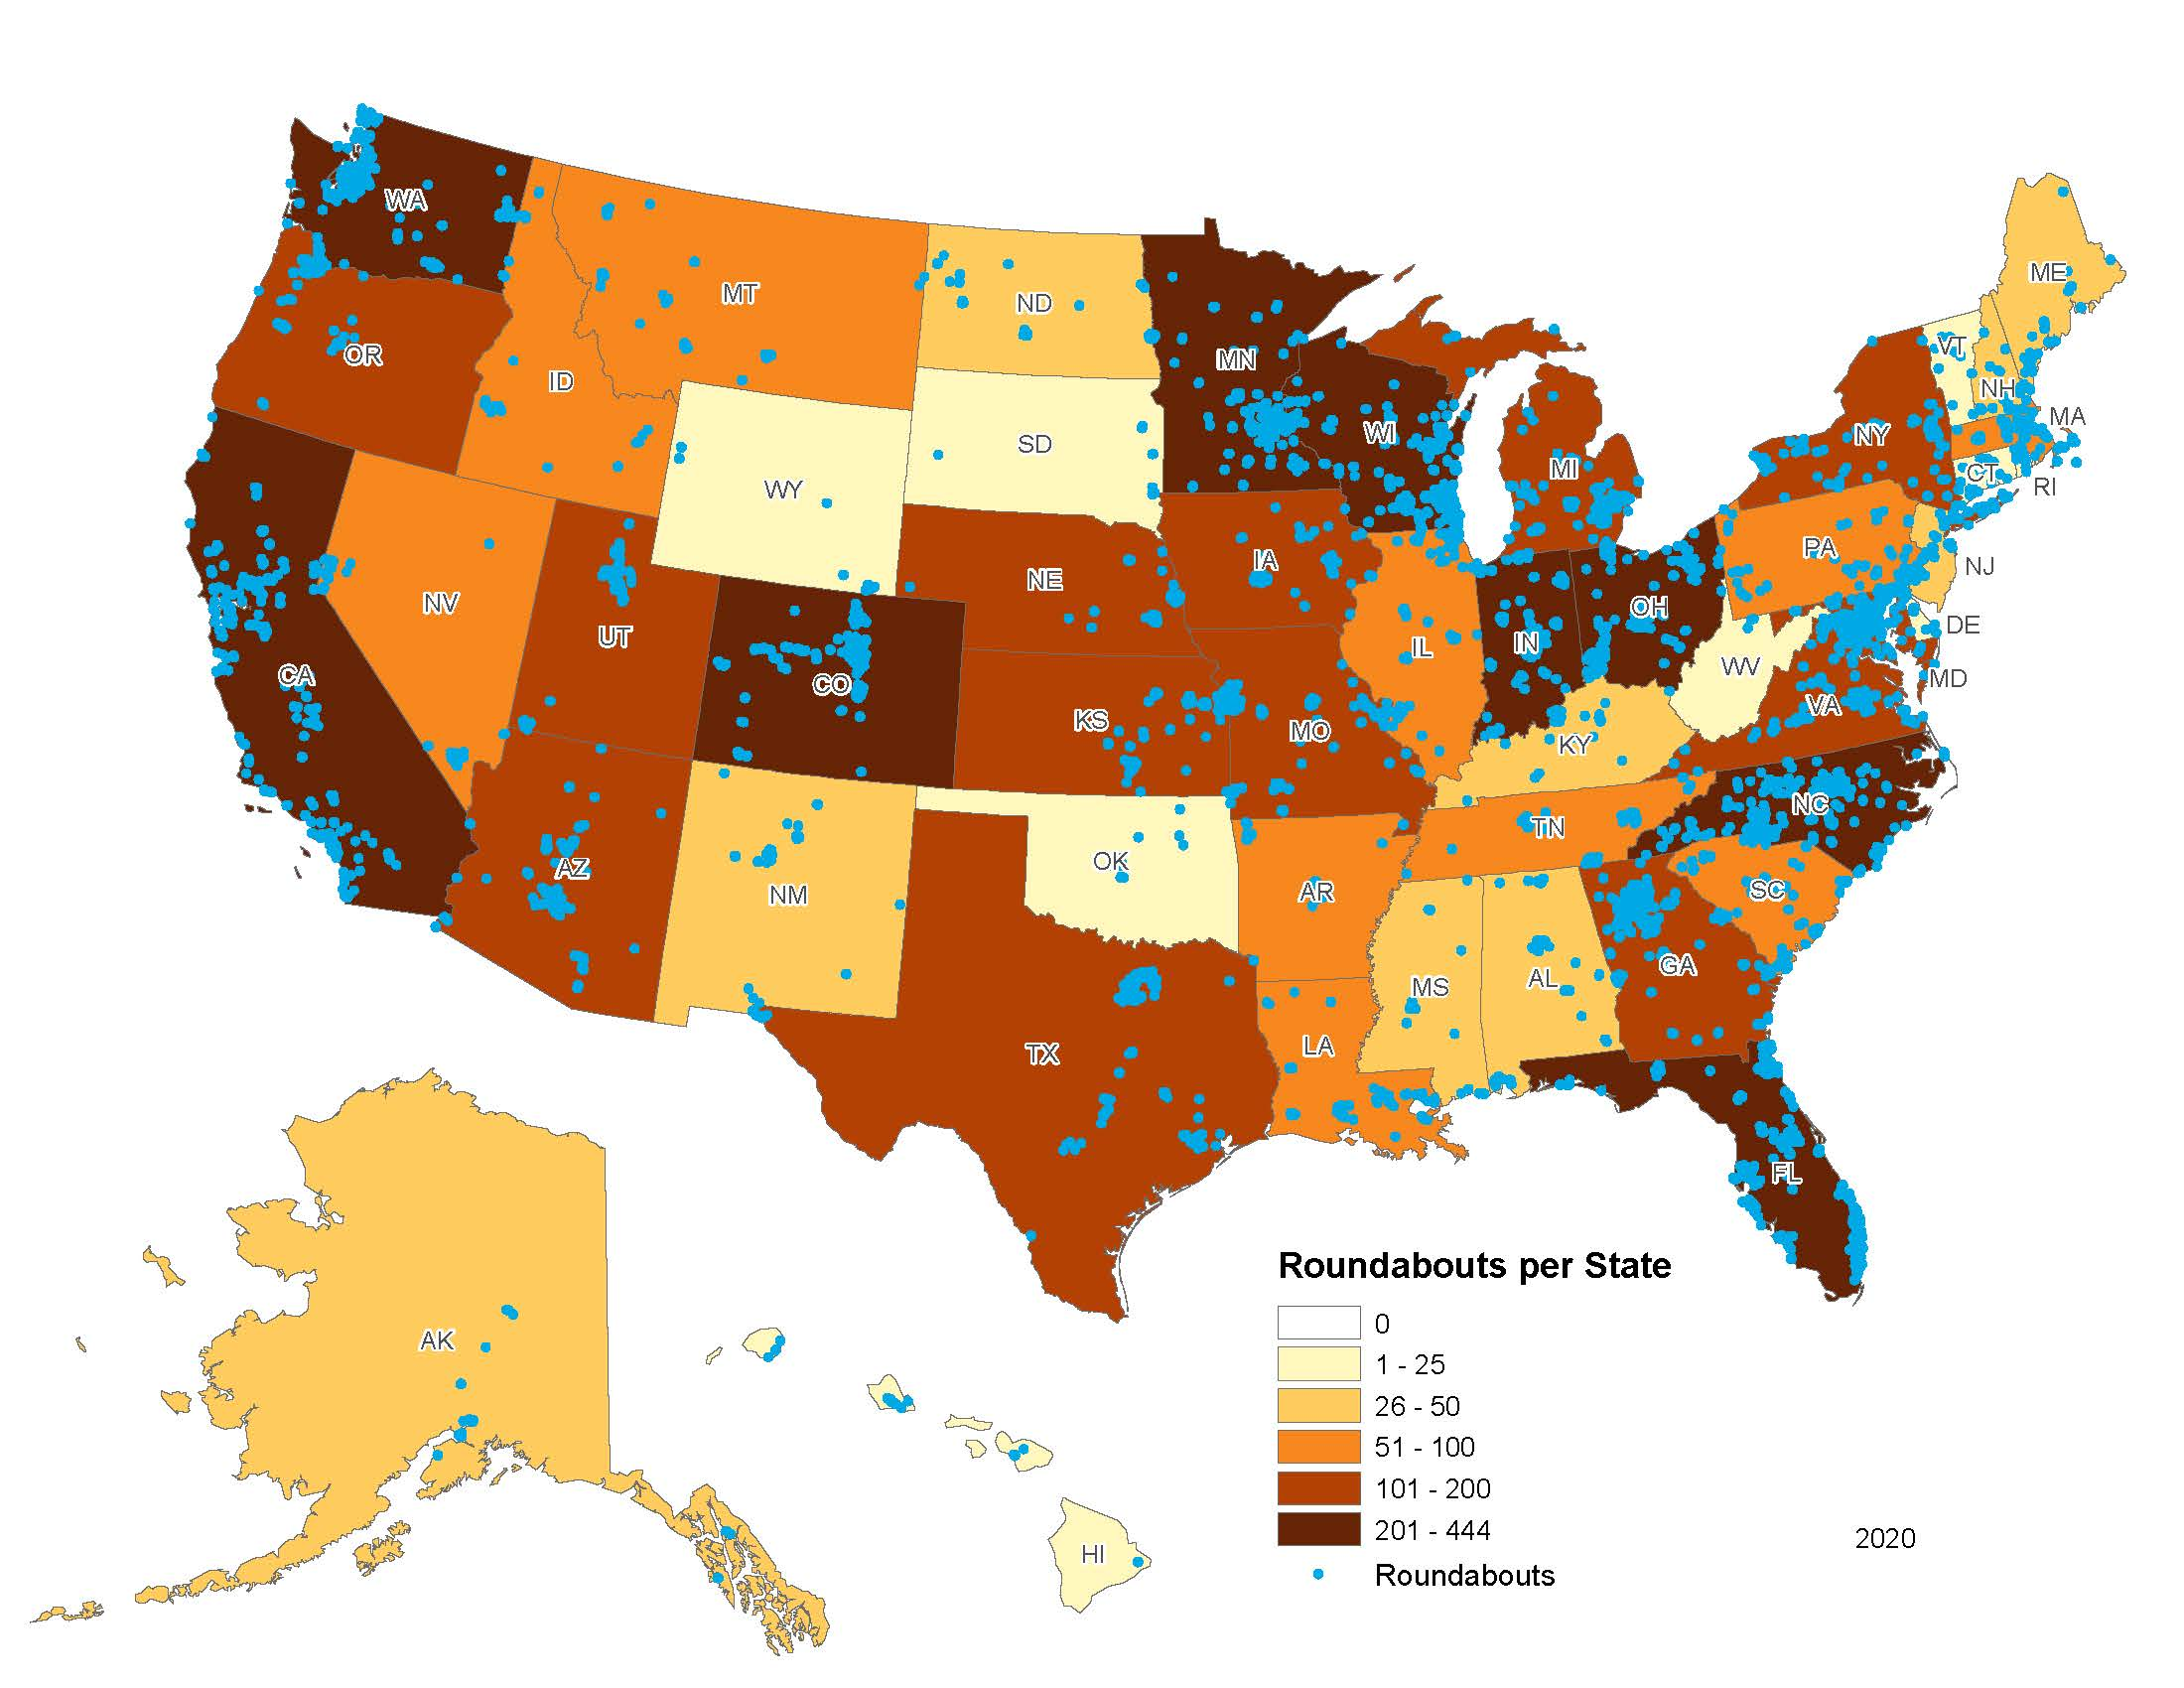 WA
ME
MT
ND
VT
OR
MN
ID
NH
MA
WI
NY
SD
MI
CT
WY
RI
PA
IA
NJ
NE
NV
OH
DE
UT
IN
IL
WV
CA
CO
MD
VA
KS
MO
KY
NC
TN
OK
AZ
AR
SC
NM
GA
AL
MS
LA
TX
FL
AK
HI
Roundabouts per State
0
1 - 25
26 - 50
51 - 100
101 - 200
201 - 444
Roundabouts
2020